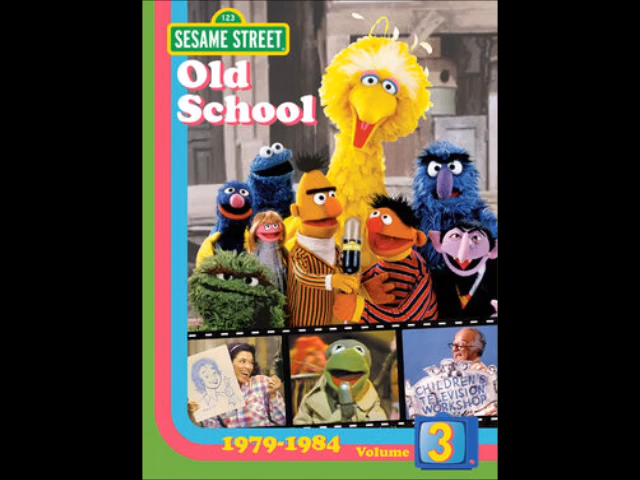 123
SESAME STREET
Old
School
CHILDREN'S
TELEVISION
WORKSHOP
1979-1984 Volume 3